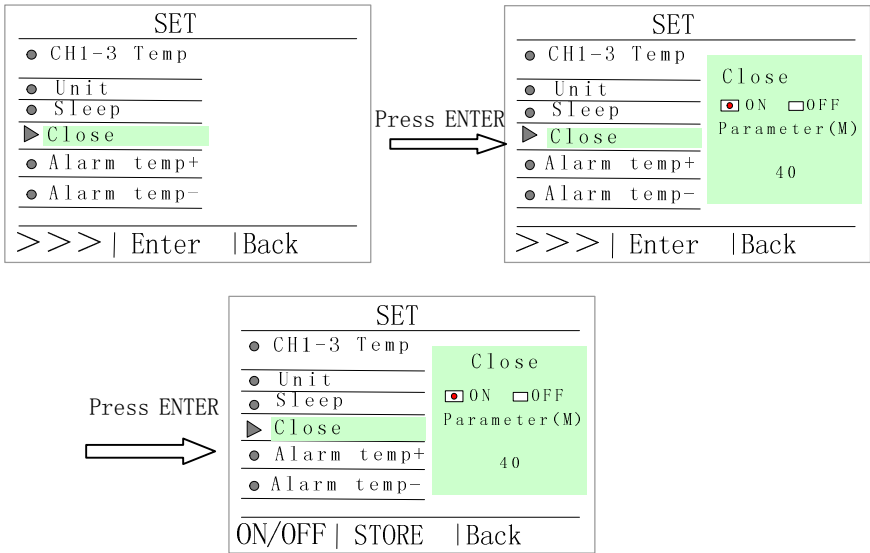 SET
CH1-3 Temp
Unit
Sleep
Close
Alarm temp+
Alarm temp-
>>>| Enter |Back
Press ENTER
SET
CH1-3 Temp
Unit
Sleep
Close
Alarm temp+
Alarm temp-
Close
ON OFF
Parameter(M)
40
>>>| Enter |Back
Press ENTER
SET
CH1-3 Temp
Unit
Sleep
Close
Alarm temp+
Alarm temp-
Close
ON OFF
Parameter(M)
40
ON/OFF| STORE |Back